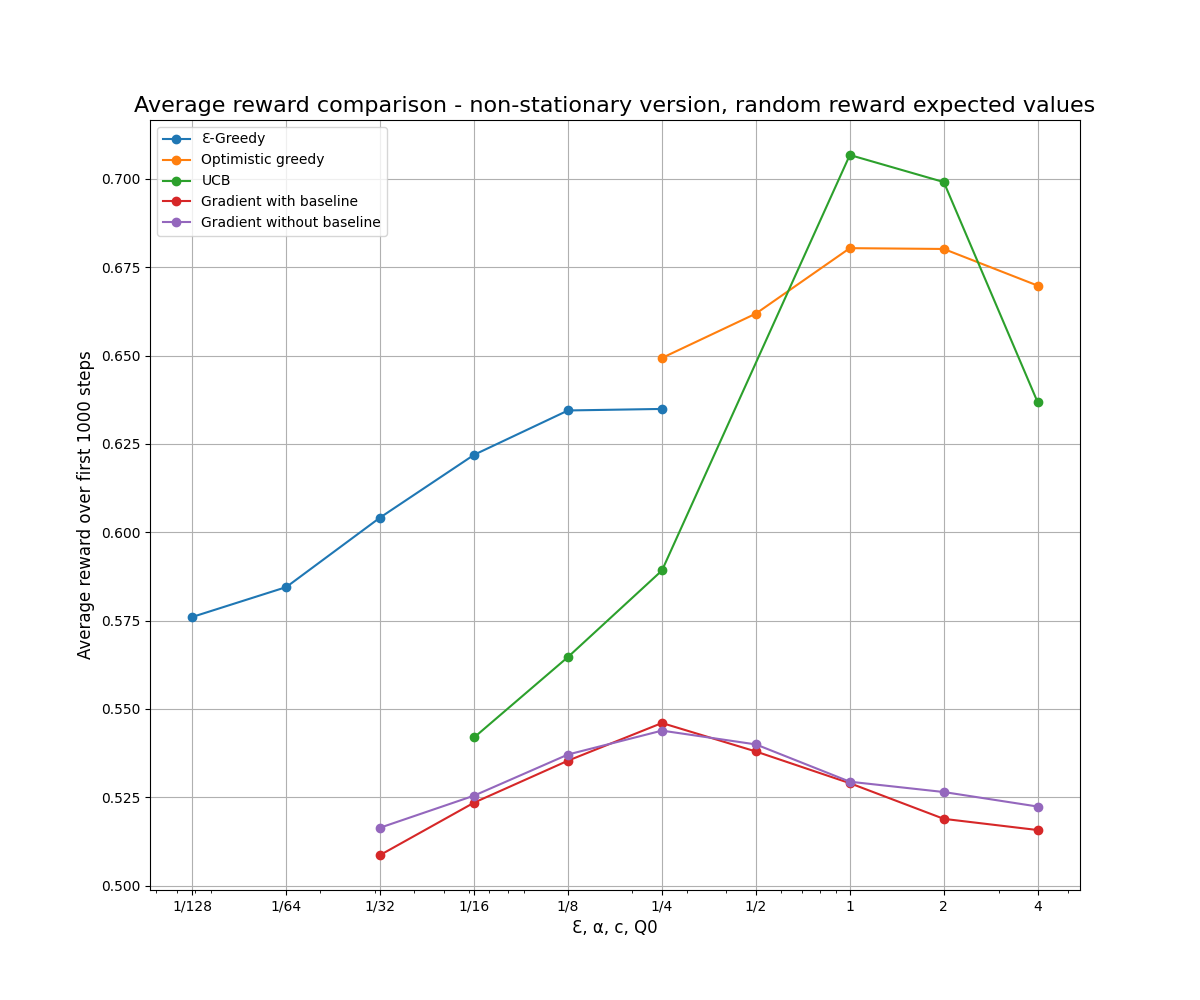 Average reward comparison - non-stationary version, random reward expected values
Ɛ-Greedy
Optimistic greedy
UCB
Gradient with baseline
Gradient without baseline
Average reward over first 1000 steps
0.700
0.675
0.650
0.625
0.600
0.575
0.550
0.525
0.500
1/128 1/64 1/32 1/16 1/8 1/4 1/2 1 2 4
Ɛ, α, c, Q0